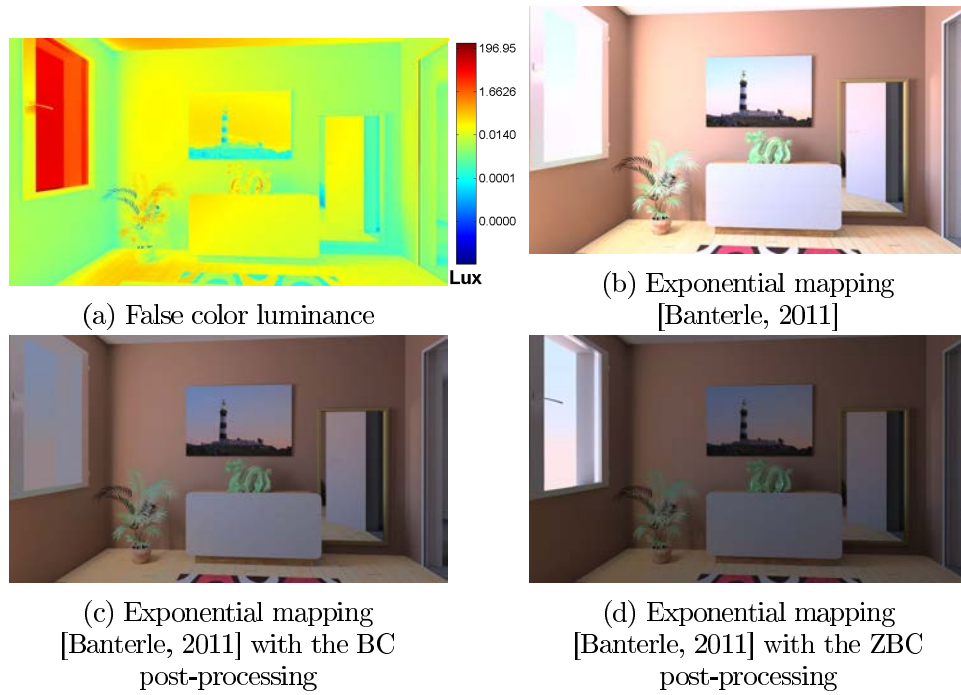 196.95
1.6626
0.0140
0.0001
0.0000
Lux
(a) False color luminance
(b) Exponential mapping
[Banterle, 2011]
(c) Exponential mapping
[Banterle, 2011] with the BC
post-processing
(d) Exponential mapping
[Banterle, 2011] with the ZBC
post-processing